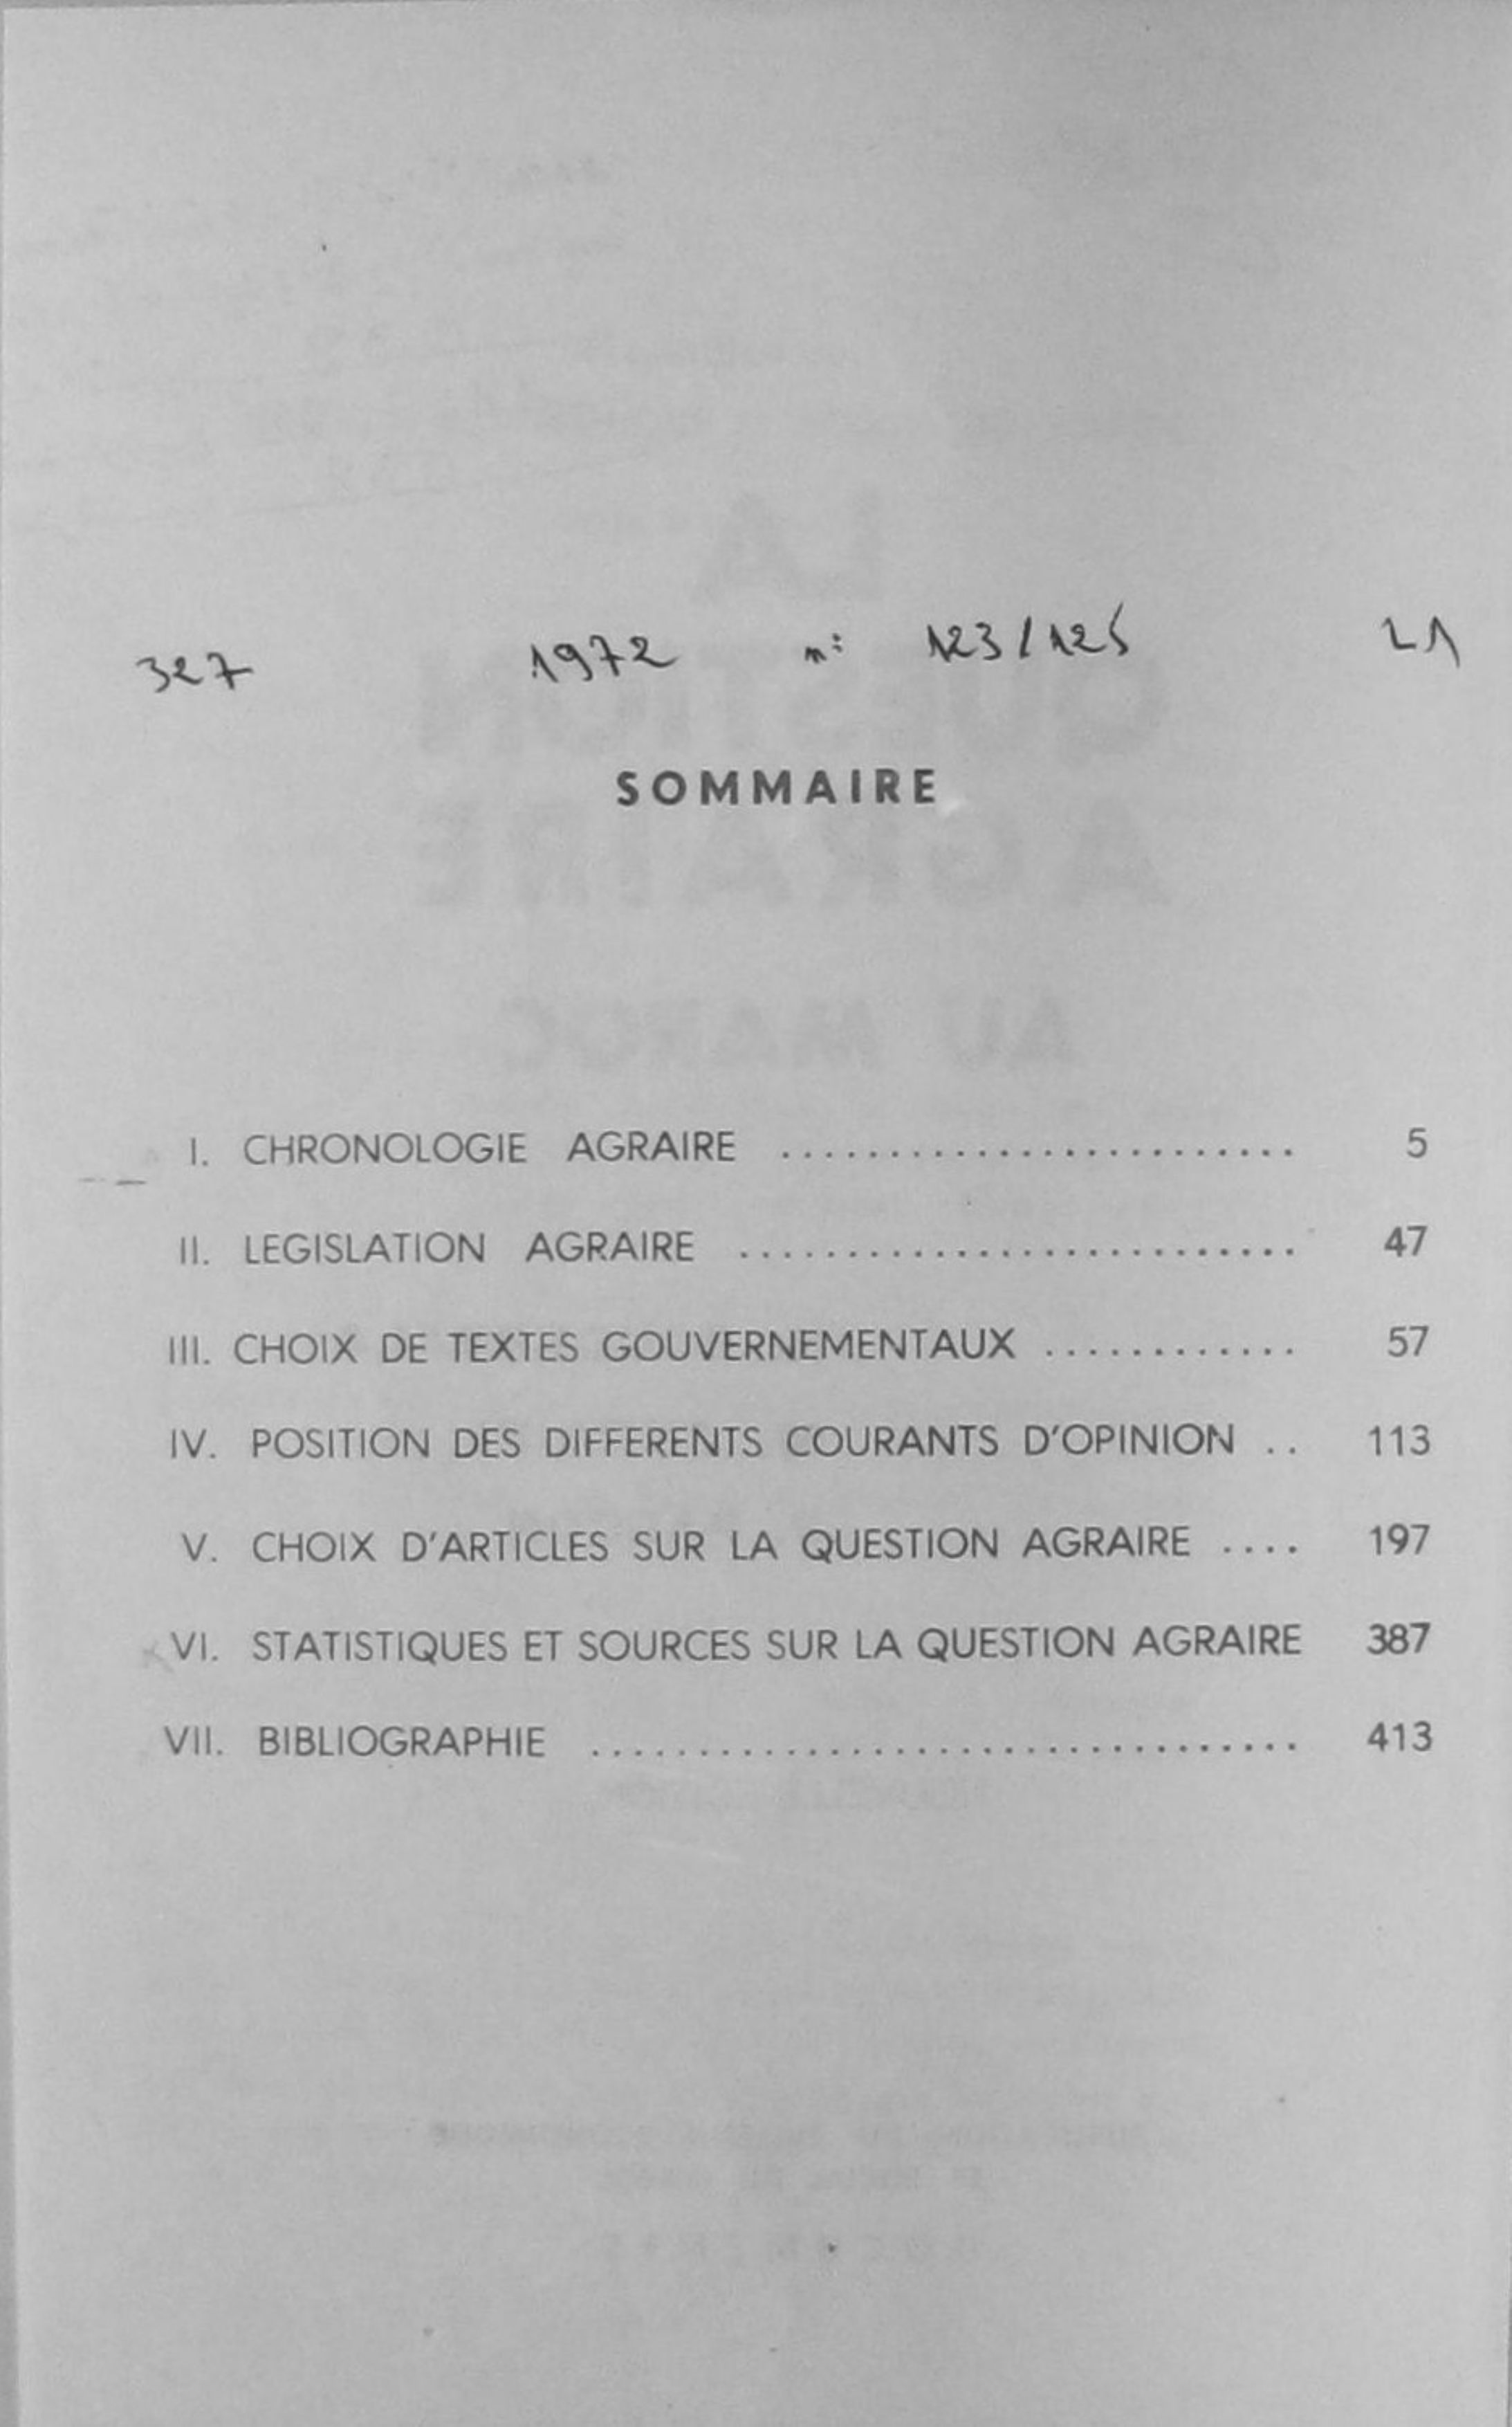 327 1972 n: 123/125 L1
SOMMAIRE
I. CHRONOLOGIE AGRAIRE ........................ 5
II. LEGISLATION AGRAIRE .......................... 47
III. CHOIX DE TEXTES GOUVERNEMENTAUX ............ 57
IV. POSITION DES DIFFERENTS COURANTS D'OPINION .. 113
V. CHOIX D'ARTICLES SUR LA QUESTION AGRAIRE .... 197
VI. STATISTIQUES ET SOURCES SUR LA QUESTION AGRAIRE 387
VII. BIBLIOGRAPHIE ................................. 413